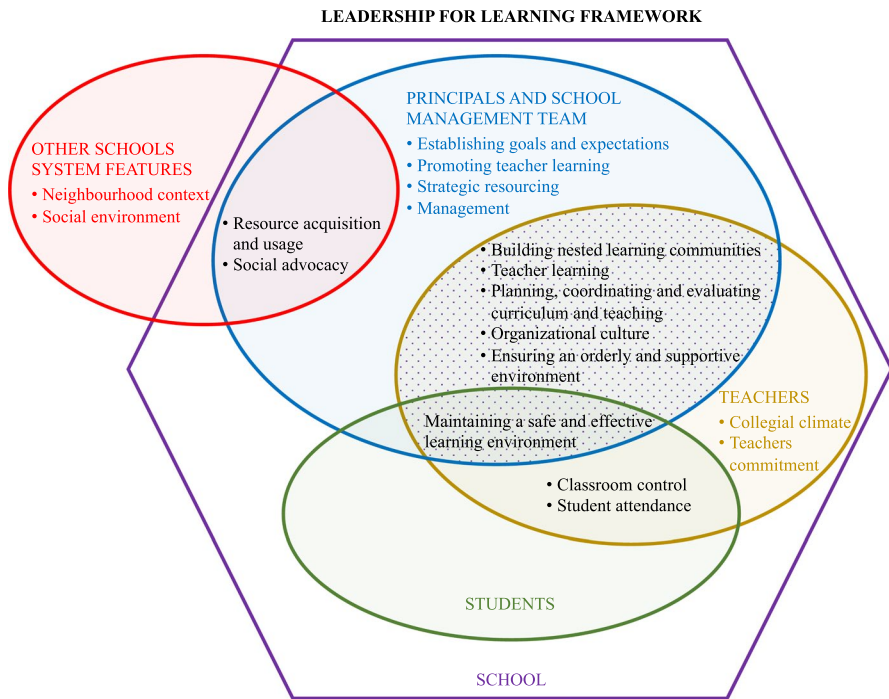 LEADERSHIP FOR LEARNING FRAMEWORK
OTHER SCHOOLS
SYSTEM FEATURES
• Neighbourhood context
• Social environment
• Resource acquisition
and usage
• Social advocacy
PRINCIPALS AND SCHOOL
MANAGEMENT TEAM
• Establishing goals and expectations
• Promoting teacher learning
• Strategic resourcing
• Management
• Building nested learning communities
• Teacher learning
• Planning, coordinating and evaluating
curriculum and teaching
• Organizational culture
• Ensuring an orderly and supportive
environment
TEACHERS
• Collegial climate
• Teachers
commitment
Maintaining a safe and effective
learning environment
• Classroom control
• Student attendance
STUDENTS
SCHOOL